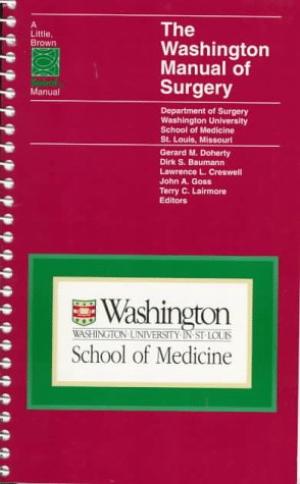 A
Little,
Brown
Manual
The
Washington
Manual of
Surgery
Department of Surgery
Washington University
School of Medicine
St. Louis, Missouri
Gerard M. Doherty
Dirk S. Baumann
Lawrence L. Creswell
John A. Goss
Terry C. Lairmore
Editors
Washington
WASHINGTON·UNIVERSITY·IN·ST·LOUIS
School of Medicine